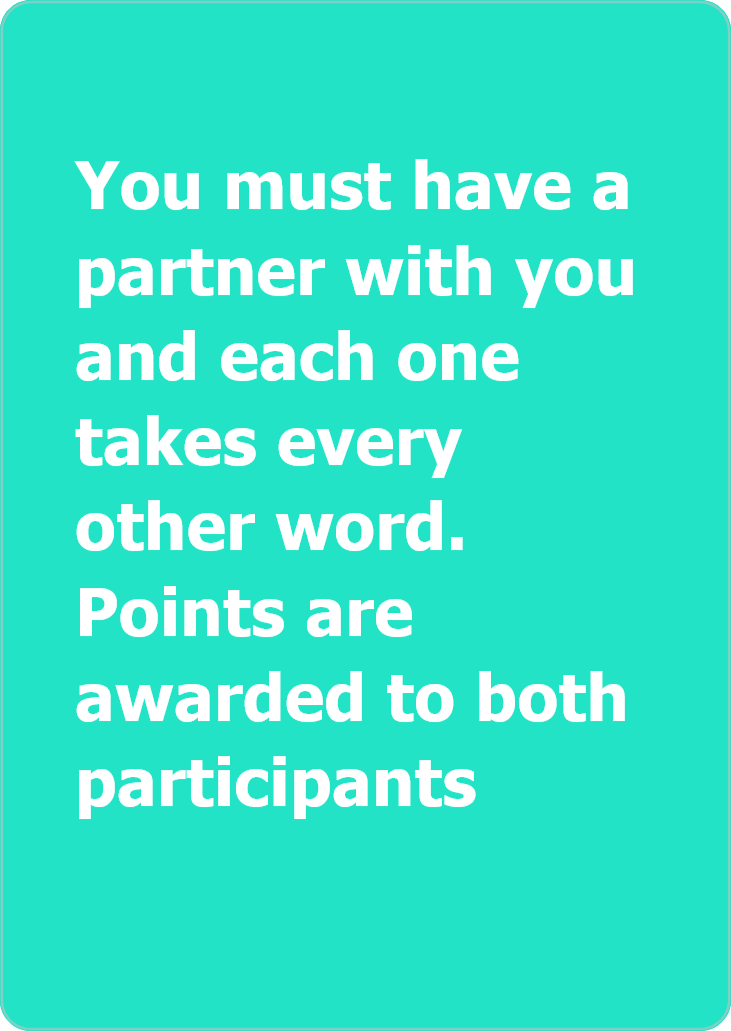 You must have a
partner with you
and each one
takes every
other word.
Points are
awarded to both
participants